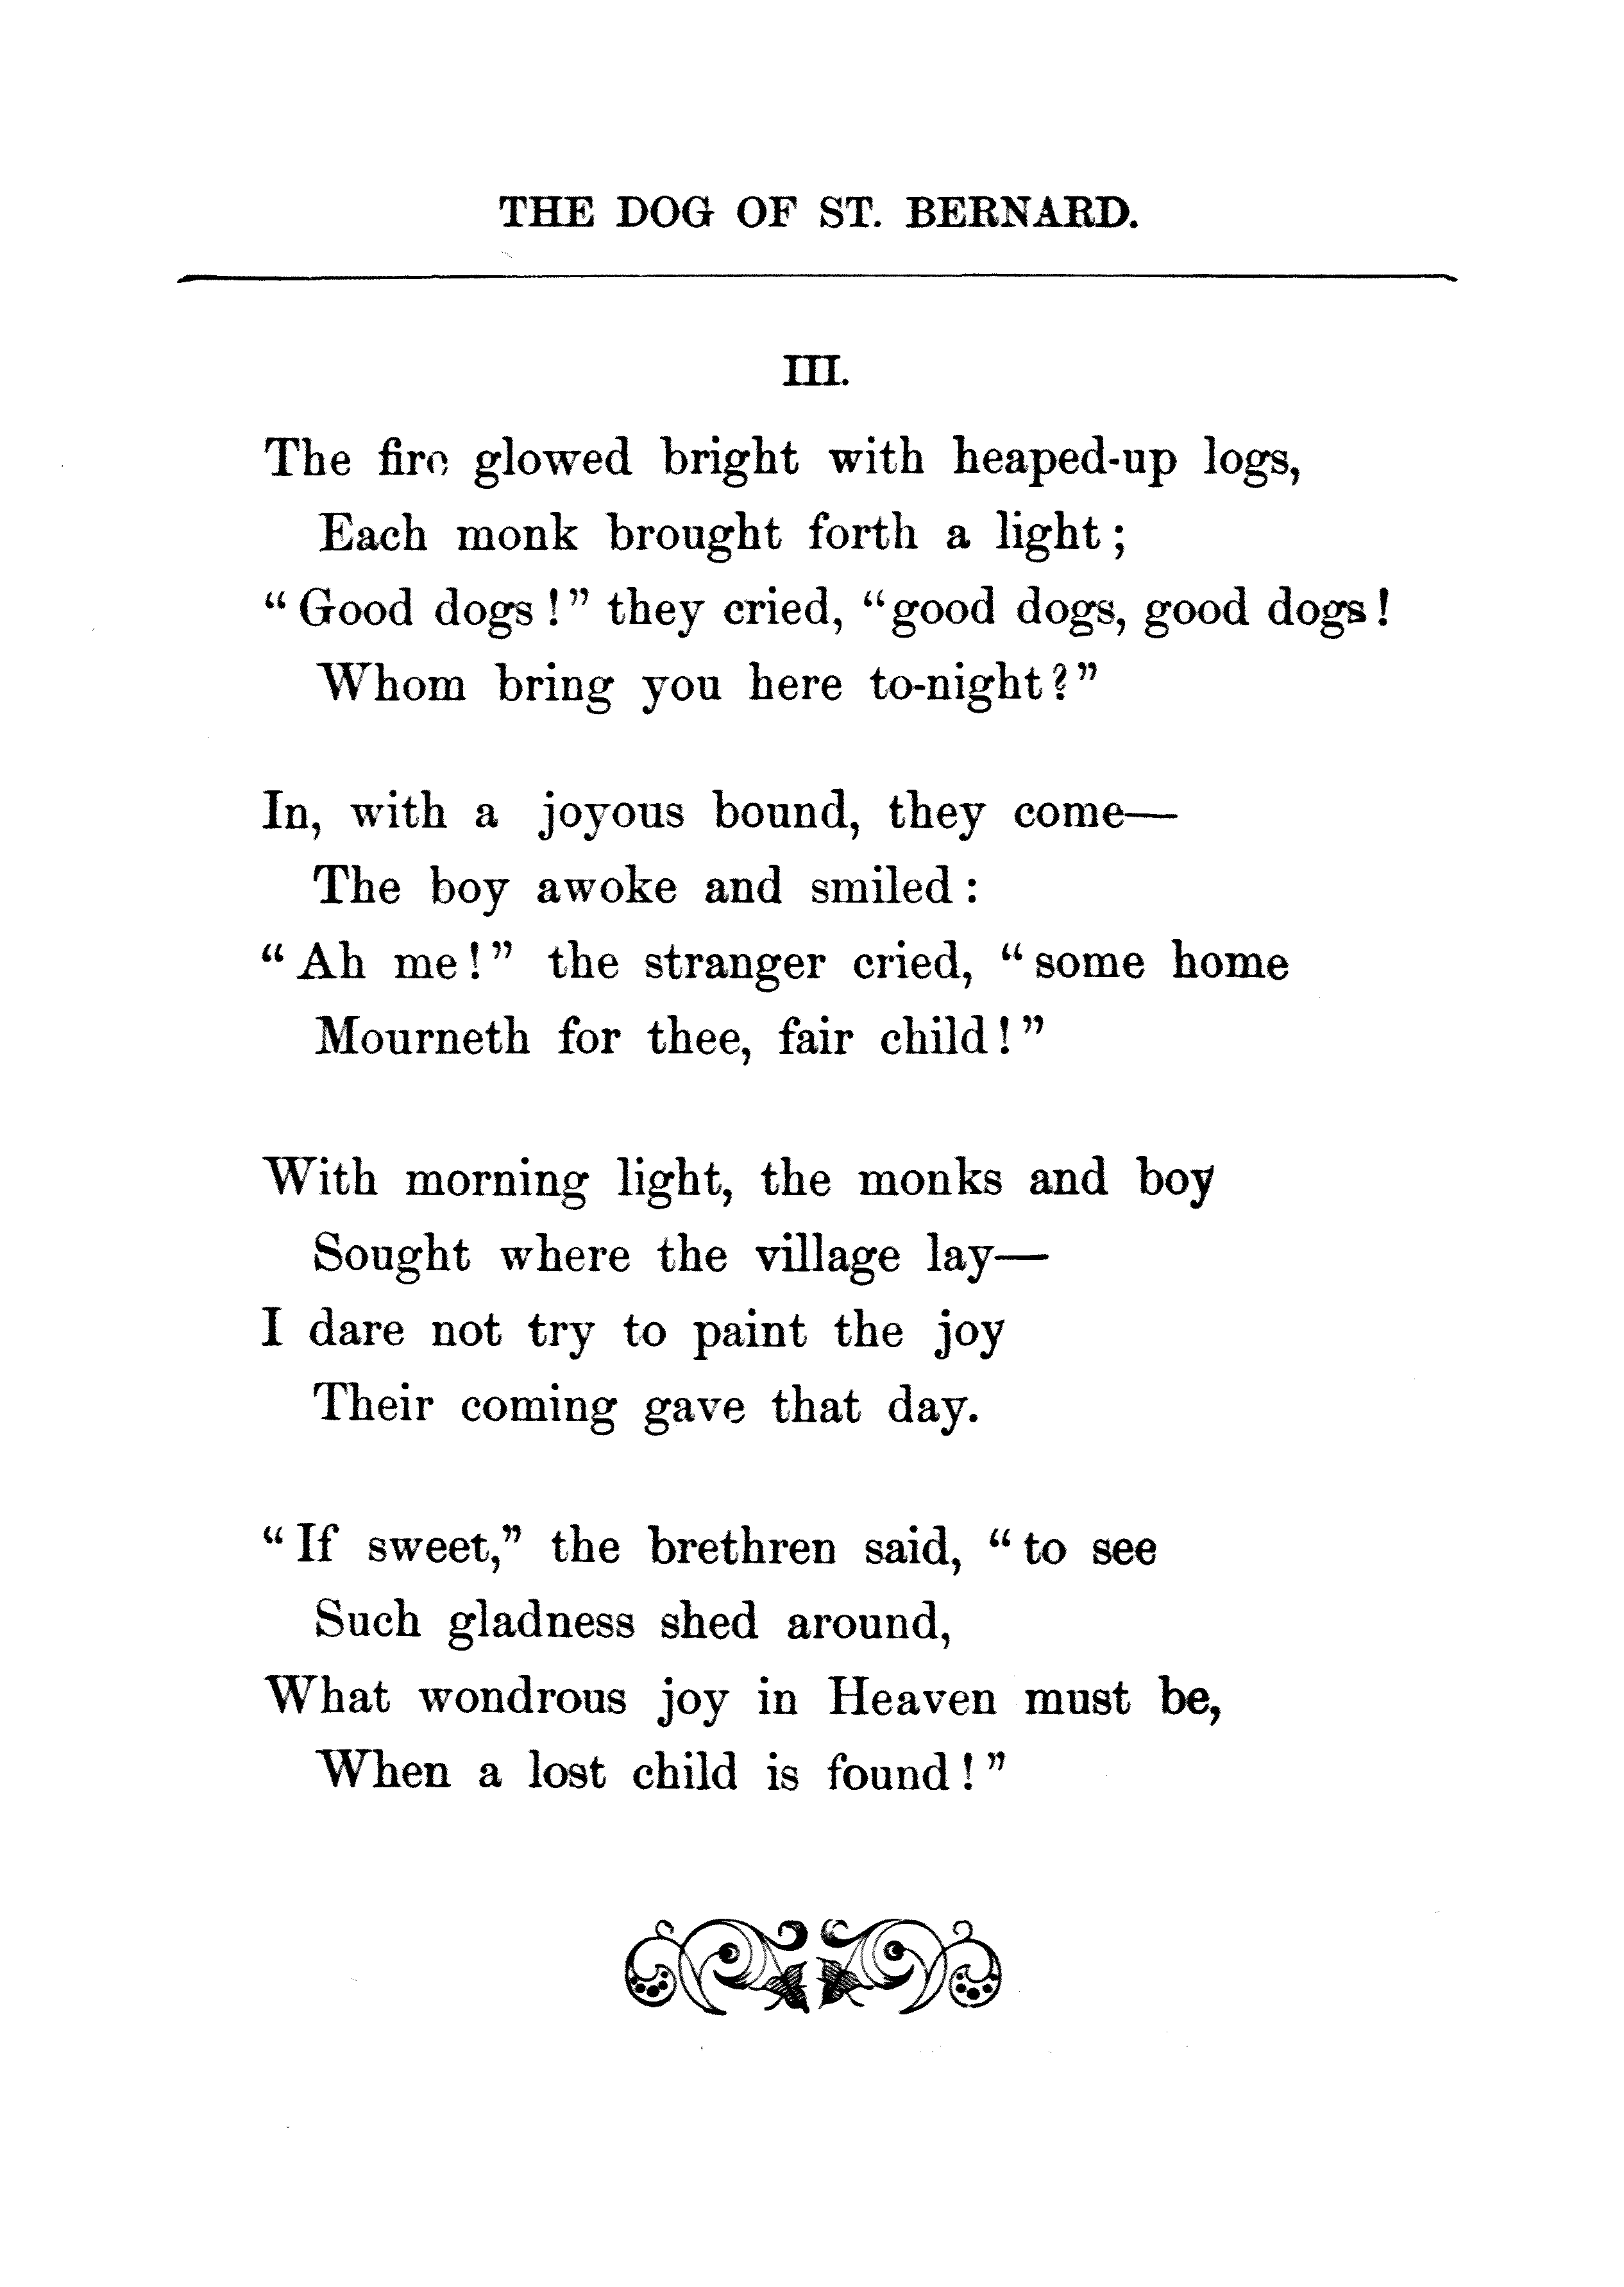 THE DOG OF ST. BERNARD.
III.
The fire glowed bright with heaped-up logs,
Each monk brought forth a light;
“Good dogs!” they cried, “good dogs, good dogs!
Whom bring you here to-night?”
In, with a joyous bound, they come—
The boy awoke and smiled:
“Ah me!” the stranger cried, “some home
Mourneth for thee, fair child!”
With morning light, the monks and boy
Sought where the village lay—
I dare not try to paint the joy
Their coming gave that day.
“If sweet,” the brethren said, “to see
Such gladness shed around,
What wondrous joy in Heaven must be,
When a lost child is found!”